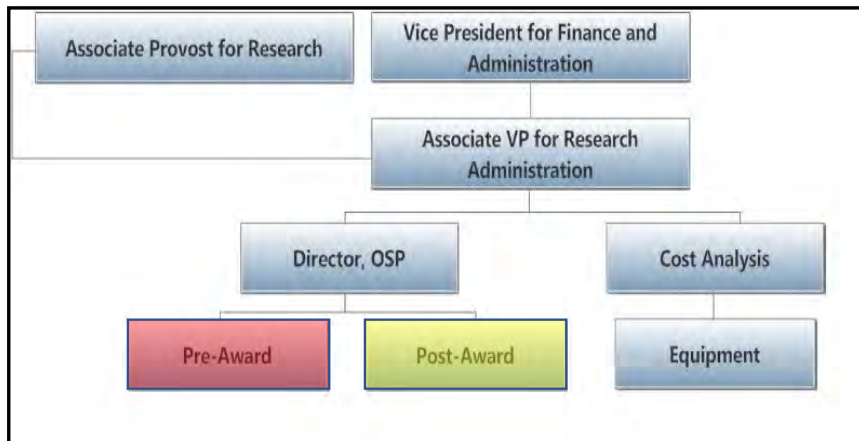 Associate Provost for Research
Vice President for Finance and
Administration
Associate VP for Research
Administration
Director, OSP
Cost Analysis
Pre-Award
Post-Award
Equipment